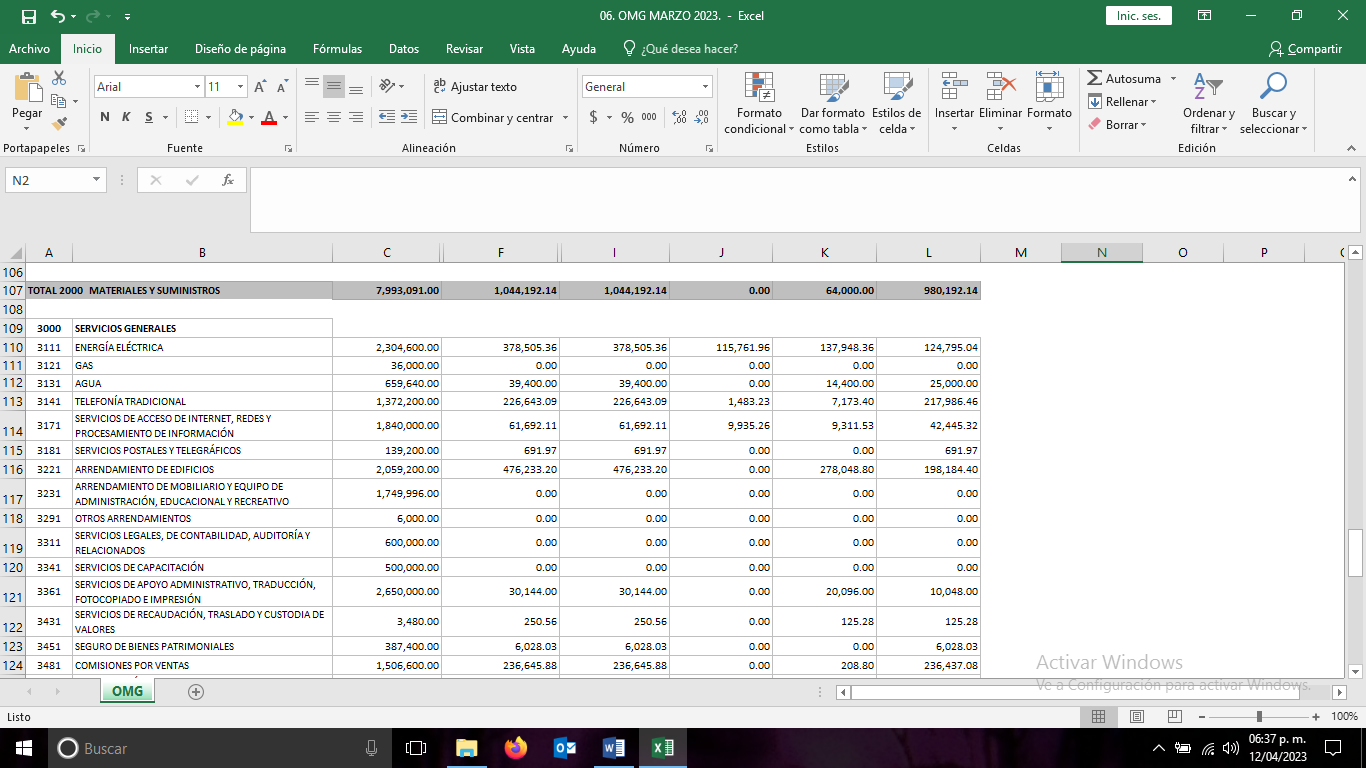 06. OMG MARZO 2023. - Excel
Inic. ses.
Archivo Inicio Insertar Diseño de página Fórmulas Datos Revisar Vista Ayuda ¿Qué desea hacer? Compartir
Pegar
Arial 11
N K S
Ajustar texto
Combinar y centrar
General
$ % 000
Formato condicional
Dar formato como tabla
Estilos de celda
Insertar Eliminar Formato
Autosuma
Rellenar
Borrar
Ordenar y filtrar
Buscar y seleccionar
Portapapeles Fuente Alineación Número Estilos Celdas Edición
N2 fx
A B C F I J K L M N O P
106
107 TOTAL 2000 MATERIALES Y SUMINISTROS 7,993,091.00 1,044,192.14 1,044,192.14 0.00 64,000.00 980,192.14
108
109 3000 SERVICIOS GENERALES
110 3111 ENERGÍA ELÉCTRICA 2,304,600.00 378,505.36 378,505.36 115,761.96 137,948.36 124,795.04
111 3121 GAS 36,000.00 0.00 0.00 0.00 0.00 0.00
112 3131 AGUA 659,640.00 39,400.00 39,400.00 0.00 14,400.00 25,000.00
113 3141 TELEFONÍA TRADICIONAL 1,372,200.00 226,643.09 226,643.09 1,483.23 7,173.40 217,986.46
114 3171 SERVICIOS DE ACCESO DE INTERNET, REDES Y
PROCESAMIENTO DE INFORMACIÓN 1,840,000.00 61,692.11 61,692.11 9,935.26 9,311.53 42,445.32
115 3181 SERVICIOS POSTALES Y TELEGRÁFICOS 139,200.00 691.97 691.97 0.00 0.00 691.97
116 3221 ARRENDAMIENTO DE EDIFICIOS 2,059,200.00 476,233.20 476,233.20 0.00 278,048.80 198,184.40
117 3231 ARRENDAMIENTO DE MOBILIARIO Y EQUIPO DE
ADMINISTRACIÓN, EDUCACIONAL Y RECREATIVO 1,749,996.00 0.00 0.00 0.00 0.00 0.00
118 3291 OTROS ARRENDAMIENTOS 6,000.00 0.00 0.00 0.00 0.00 0.00
119 3311 SERVICIOS LEGALES, DE CONTABILIDAD, AUDITORÍA Y
RELACIONADOS 600,000.00 0.00 0.00 0.00 0.00 0.00
120 3341 SERVICIOS DE CAPACITACIÓN 500,000.00 0.00 0.00 0.00 0.00 0.00
121 3361 SERVICIOS DE APOYO ADMINISTRATIVO, TRADUCCIÓN,
FOTOCOPIADO E IMPRESIÓN 2,650,000.00 30,144.00 30,144.00 0.00 20,096.00 10,048.00
122 3431 SERVICIOS DE RECAUDACIÓN, TRASLADO Y CUSTODIA DE
VALORES 3,480.00 250.56 250.56 0.00 125.28 125.28
123 3451 SEGURO DE BIENES PATRIMONIALES 387,400.00 6,028.03 6,028.03 0.00 0.00 6,028.03
124 3481 COMISIONES POR VENTAS 1,506,600.00 236,645.88 236,645.88 0.00 208.80 236,437.08
Activar Windows
Ve a Configuración para activar Windows.
OMG
Listo
100%
Buscar
06:37 p. m.
12/04/2023